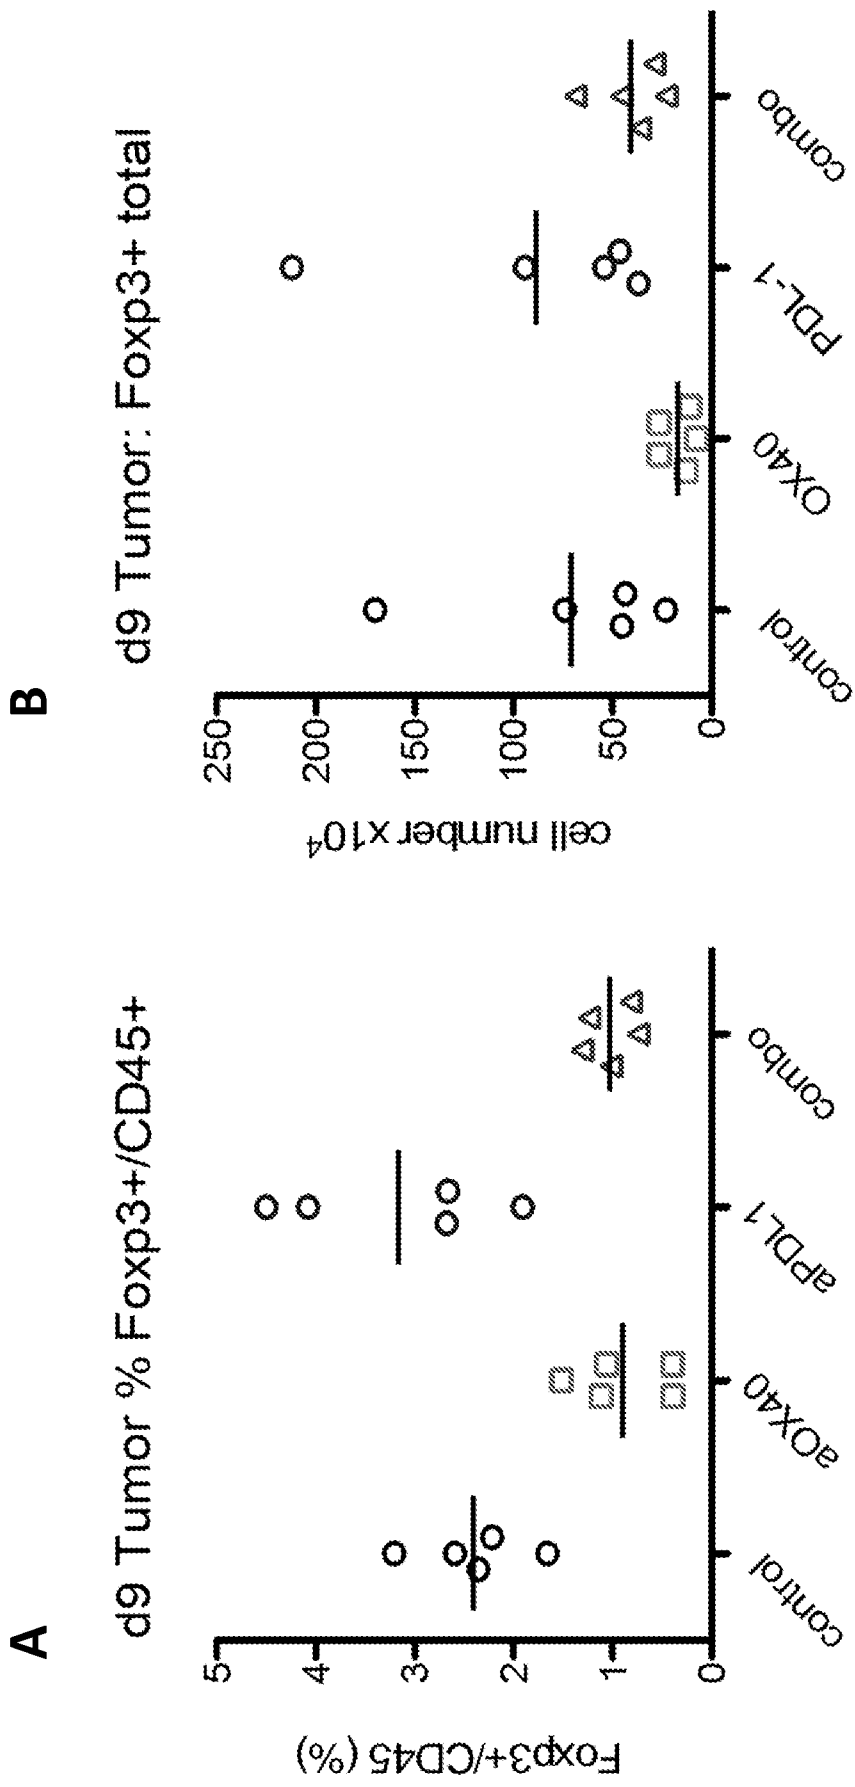 A
d9 Tumor % Foxp3+/CD45+
Foxp3+/CD45 (%)
5
4
3
2
1
0
control
aOX40
aPDL1
combo
B
d9 Tumor: Foxp3+ total
cell number x10⁴
250
200
150
100
50
0
control
OX40
PDL-1
combo